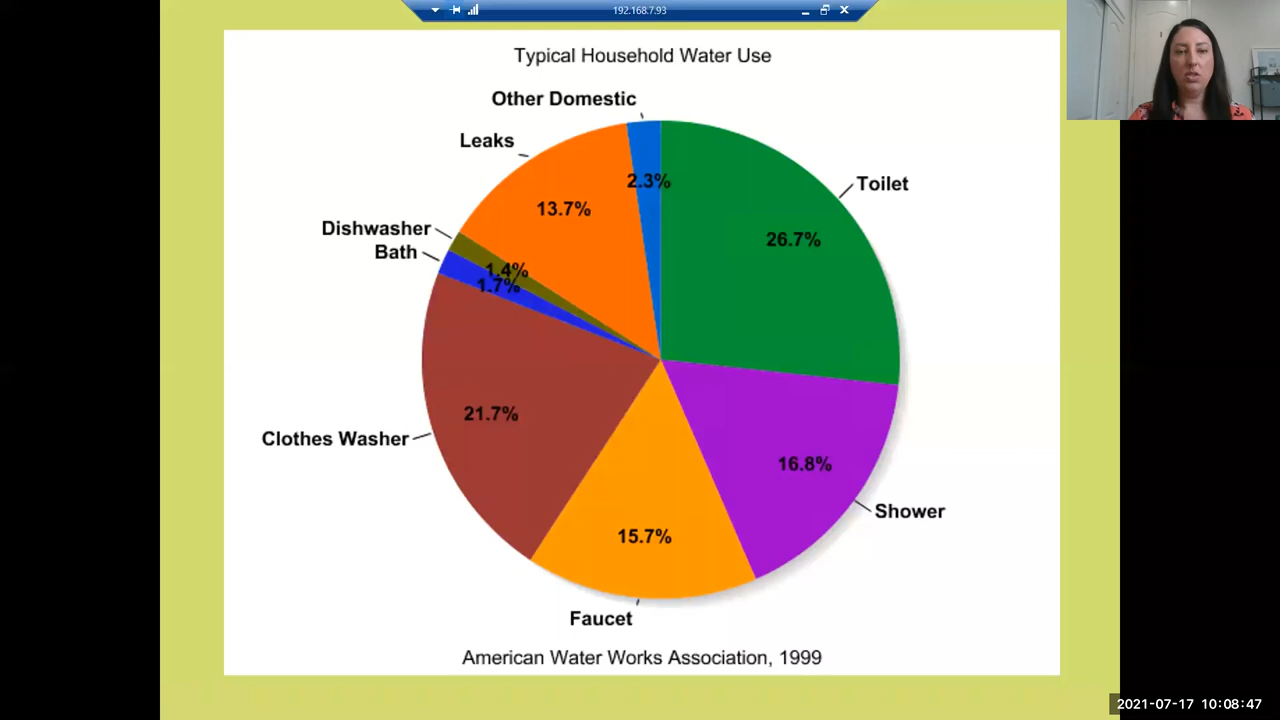 192.168.7.93
Typical Household Water Use
Other Domestic
Leaks
2.3%
Toilet
13.7%
Dishwasher
26.7%
Bath
1.4%
1.7%
21.7%
Clothes Washer
16.8%
Shower
15.7%
Faucet
American Water Works Association, 1999
2021-07-17 10:08:47